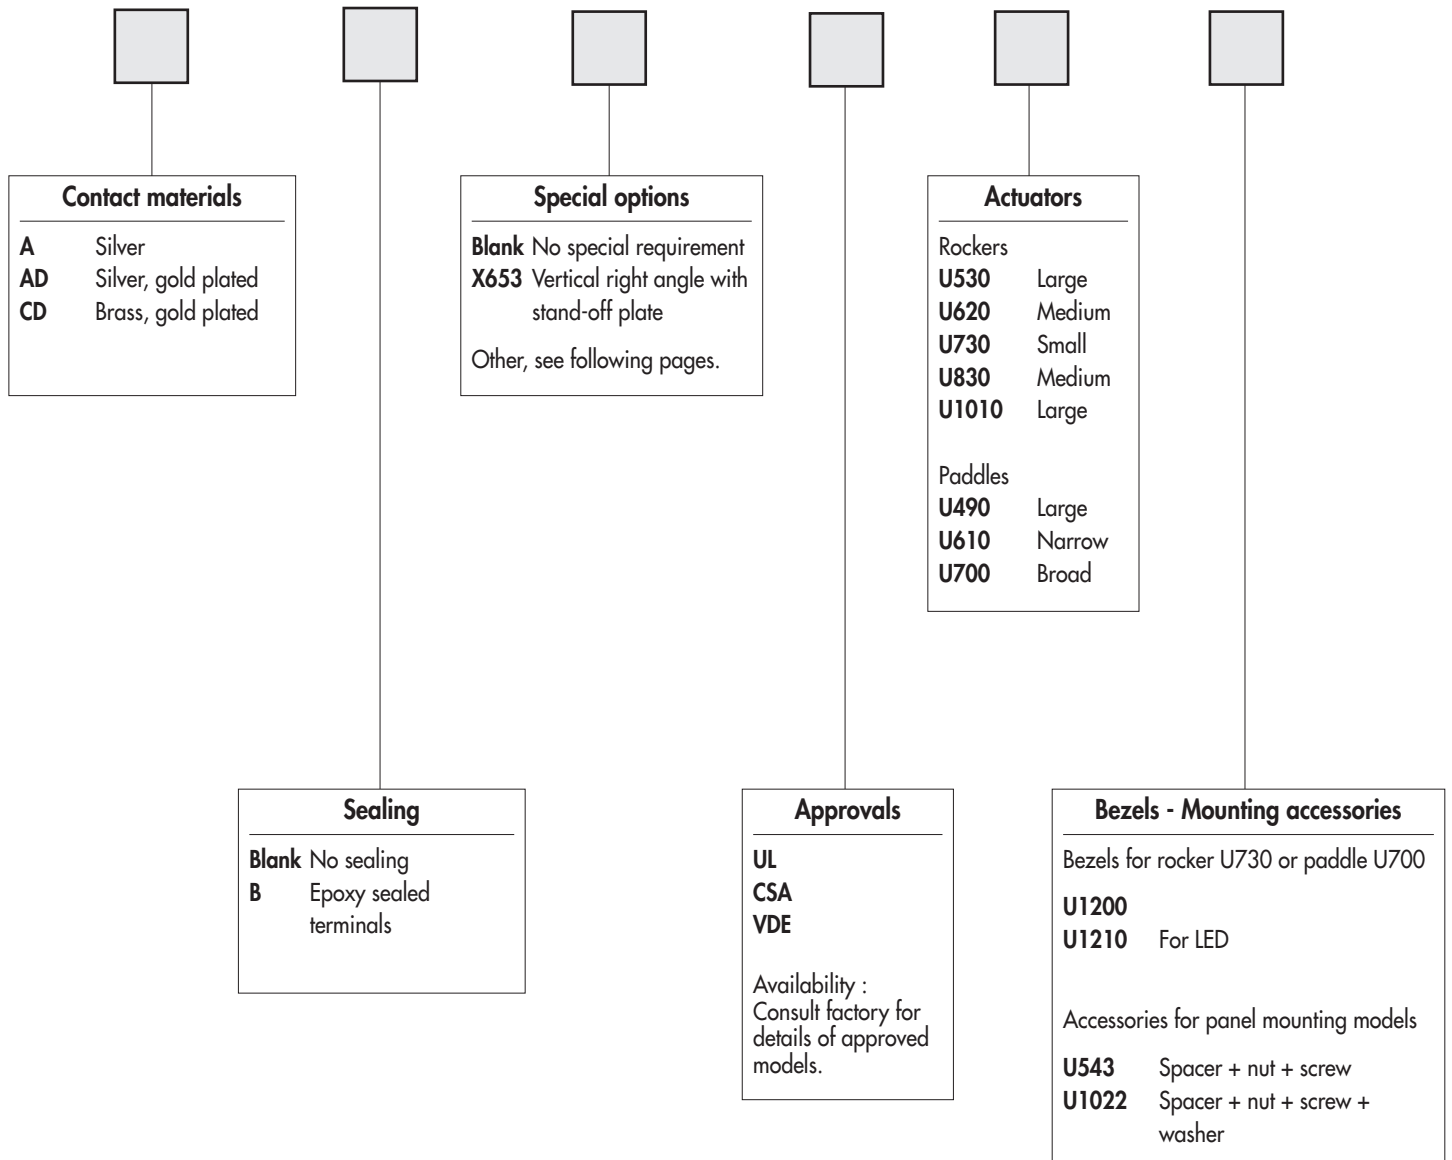 Contact materials
A Silver
AD Silver, gold plated
CD Brass, gold plated
Special options
Blank No special requirement
X653 Vertical right angle with
stand-off plate
Other, see following pages.
Actuators
Rockers
U530 Large
U620 Medium
U730 Small
U830 Medium
U1010 Large
Paddles
U490 Large
U610 Narrow
U700 Broad
Sealing
Blank No sealing
B Epoxy sealed
terminals
Approvals
UL
CSA
VDE
Availability :
Consult factory for
details of approved
models.
Bezels - Mounting accessories
Bezels for rocker U730 or paddle U700
U1200
U1210 For LED
Accessories for panel mounting models
U543 Spacer + nut + screw
U1022 Spacer + nut + screw +
washer